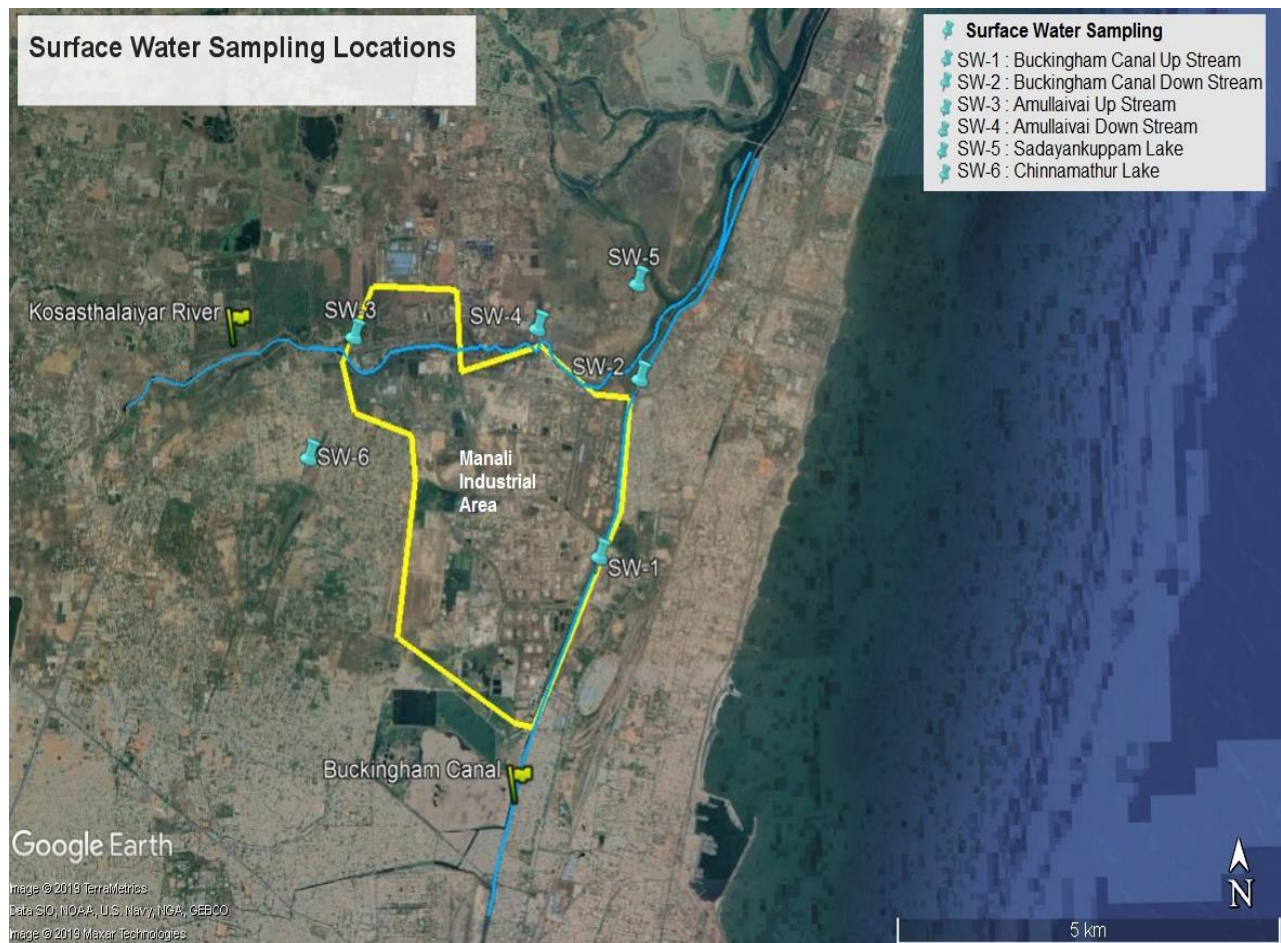 Surface Water Sampling Locations
Surface Water Sampling
SW-1 : Buckingham Canal Up Stream
SW-2 : Buckingham Canal Down Stream
SW-3 : Amullaivai Up Stream
SW-4 : Amullaivai Down Stream
SW-5 : Sadayankuppam Lake
SW-6 : Chinnamathur Lake
SW-5
Kosasthalaiyar River
SW-3
SW-4
SW-2
SW-6
Manali
Industrial
Area
SW-1
Buckingham Canal
Google Earth
Image © 2019 TerraMetrics
Data SIO, NOAA, U.S. Navy, NGA, GEBCO
Image © 2019 Maxar Technologies
N
5 km